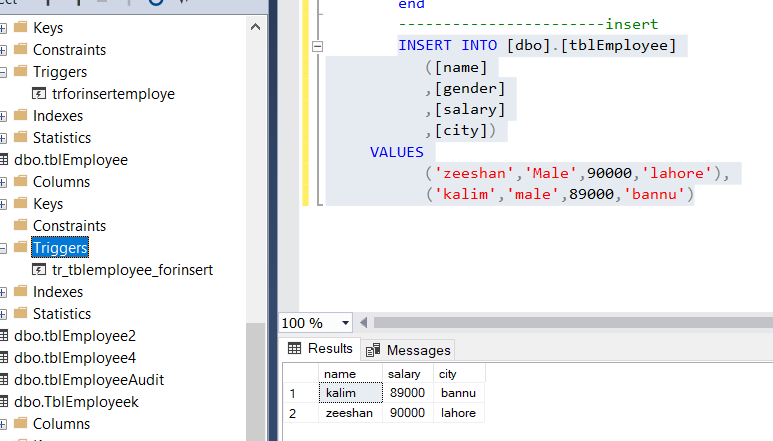 Keys
Constraints
Triggers
trforinsertemploye
Indexes
Statistics
dbo.tblEmployee
Columns
Keys
Constraints
Triggers
tr_tblemployee_forinsert
Indexes
Statistics
dbo.tblEmployee2
dbo.tblEmployee4
dbo.tblEmployeeAudit
dbo.TblEmployeek
Columns
end
-----------------------insert
INSERT INTO [dbo].[tblEmployee]
([name]
,[gender]
,[salary]
,[city])
VALUES
('zeeshan','Male',90000,'lahore'),
('kalim','male',89000,'bannu')
100 %
Results Messages
name salary city
1 kalim 89000 bannu
2 zeeshan 90000 lahore